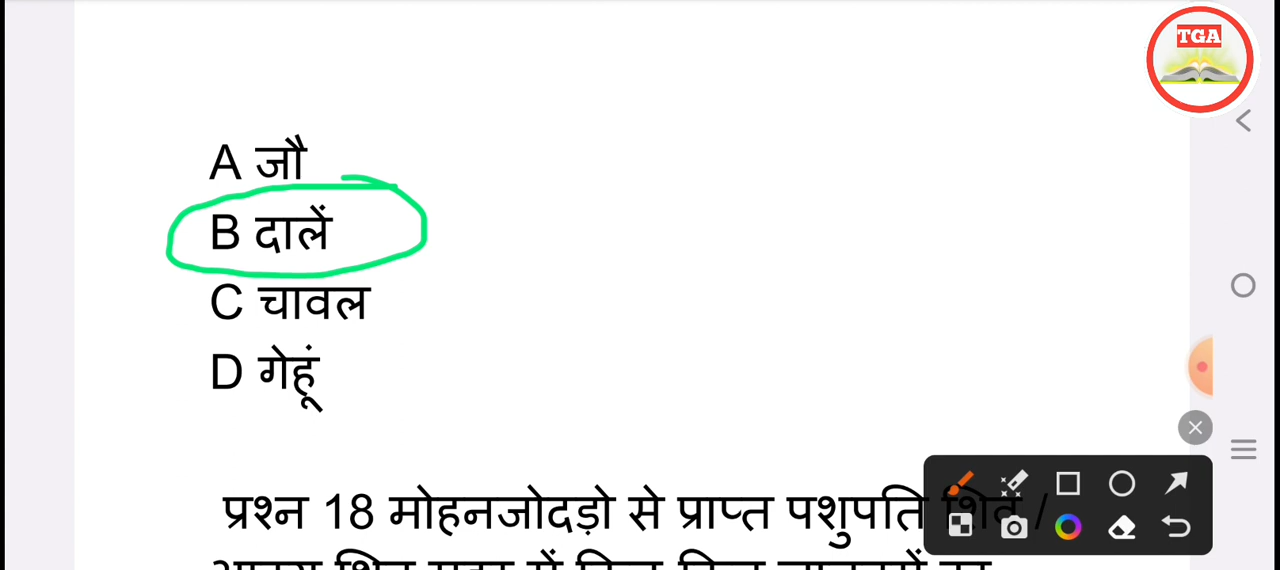 TGA
A जौ
B दालें
C चावल
D गेहूं
प्रश्न 18 मोहनजोदड़ो से प्राप्त पशुपति शिव /